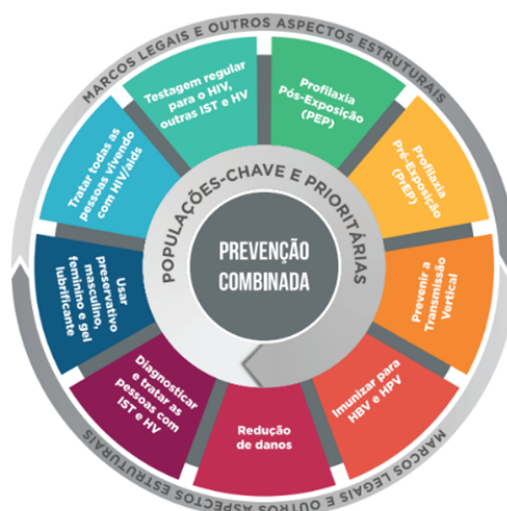 MARCOS LEGAIS E OUTROS ASPECTOS ESTRUTURAIS
Testagem regular
para o HIV,
outras IST e HV
Profilaxia
Pós-Exposição
(PEP)
Profilaxia
Pré-Exposição
(PrEP)
Prevenir a
Transmissão
Vertical
Imunizar para
HBV e HPV
Redução
de danos
Diagnosticar
e tratar as
pessoas com
IST e HV
Usar
preservativo
masculino,
feminino e gel
lubrificante
Tratar todas as
pessoas vivendo
com HIV/aids
POPULAÇÕES-CHAVE E PRIORITÁRIAS
PREVENÇÃO
COMBINADA
MARCOS LEGAIS E OUTROS ASPECTOS ESTRUTURAIS